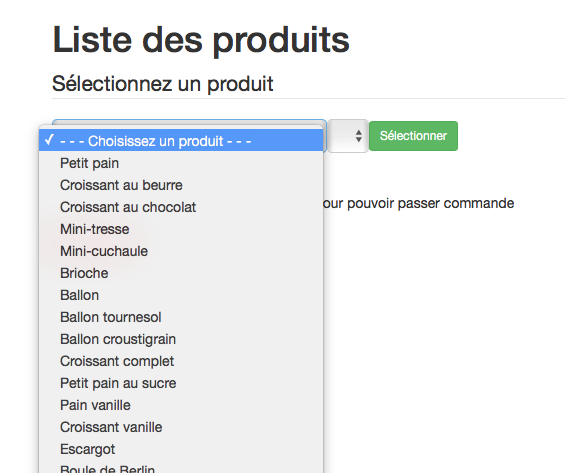 Liste des produits
Sélectionnez un produit
✓ - - - Choisissez un produit - - -
Sélectionner
Petit pain
Croissant au beurre
Croissant au chocolat
our pouvoir passer commande
Mini-tresse
Mini-cuchaule
Brioche
Ballon
Ballon tournesol
Ballon croustigrain
Croissant complet
Petit pain au sucre
Pain vanille
Croissant vanille
Escargot
Boule de Berlin